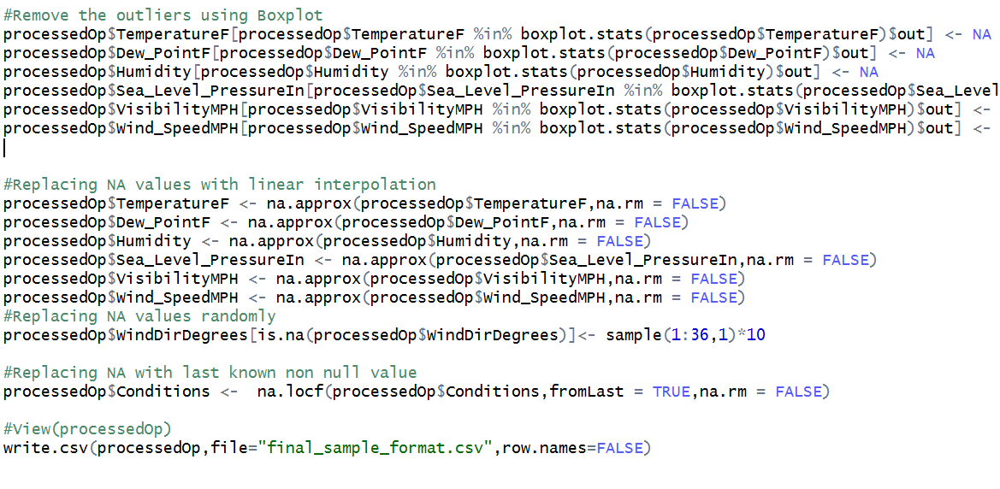 #Remove the outliers using Boxplot
processedOp$TemperatureF[processedOp$TemperatureF %in% boxplot.stats(processedOp$TemperatureF)$out] <- NA
processedOp$Dew_PointF[processedOp$Dew_PointF %in% boxplot.stats(processedOp$Dew_PointF)$out] <- NA
processedOp$Humidity[processedOp$Humidity %in% boxplot.stats(processedOp$Humidity)$out] <- NA
processedOp$Sea_Level_PressureIn[processedOp$Sea_Level_PressureIn %in% boxplot.stats(processedOp$Sea_Level
processedOp$VisibilityMPH[processedOp$VisibilityMPH %in% boxplot.stats(processedOp$VisibilityMPH)$out] <-
processedOp$Wind_SpeedMPH[processedOp$Wind_SpeedMPH %in% boxplot.stats(processedOp$Wind_SpeedMPH)$out] <-
#Replacing NA values with linear interpolation
processedOp$TemperatureF <- na.approx(processedOp$TemperatureF,na.rm = FALSE)
processedOp$Dew_PointF <- na.approx(processedOp$Dew_PointF,na.rm = FALSE)
processedOp$Humidity <- na.approx(processedOp$Humidity,na.rm = FALSE)
processedOp$Sea_Level_PressureIn <- na.approx(processedOp$Sea_Level_PressureIn,na.rm = FALSE)
processedOp$VisibilityMPH <- na.approx(processedOp$VisibilityMPH,na.rm = FALSE)
processedOp$Wind_SpeedMPH <- na.approx(processedOp$Wind_SpeedMPH,na.rm = FALSE)
#Replacing NA values randomly
processedOp$WindDirDegrees[is.na(processedOp$WindDirDegrees)]<- sample(1:36,1)*10
#Replacing NA with last known non null value
processedOp$Conditions <-  na.locf(processedOp$Conditions,fromLast = TRUE,na.rm = FALSE)
#View(processedOp)
write.csv(processedOp,file="final_sample_format.csv",row.names=FALSE)